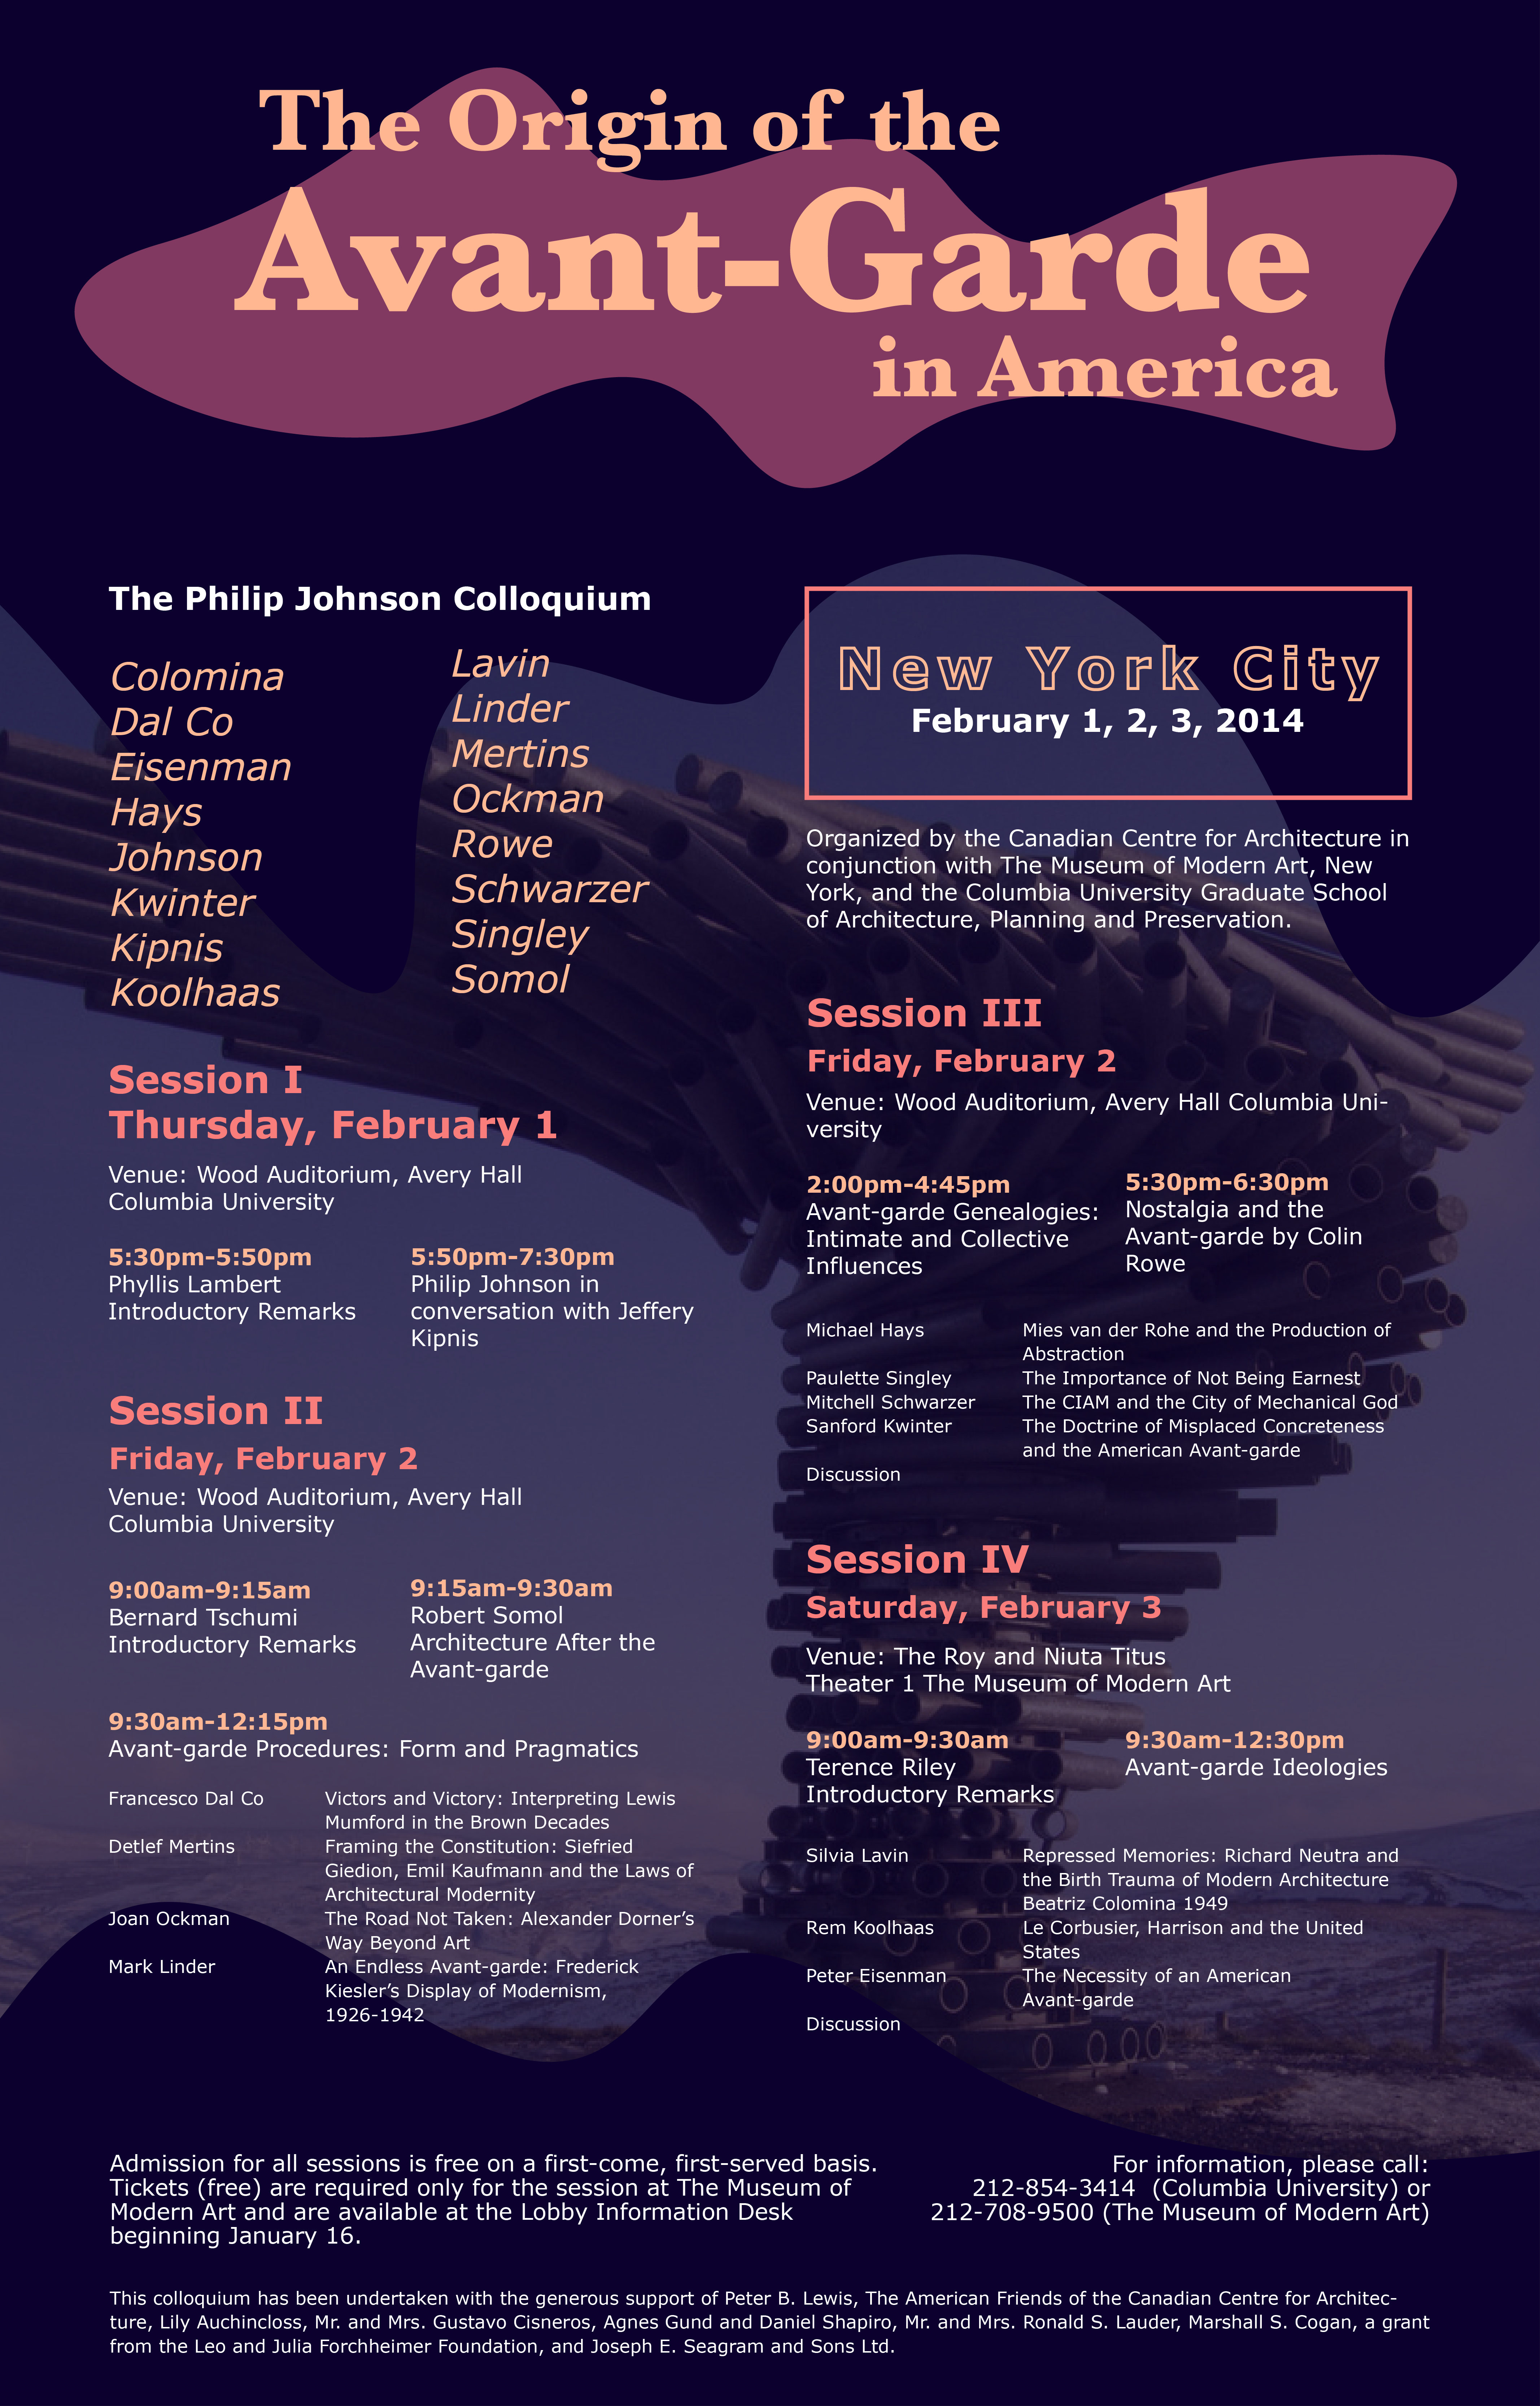 The Origin of the
Avant-Garde
in America
The Philip Johnson Colloquium
Colomina
Dal Co
Eisenman
Hays
Johnson
Kwinter
Kipnis
Koolhaas
Lavin
Linder
Mertins
Ockman
Rowe
Schwarzer
Singley
Somol
Session I
Thursday, February 1
Venue: Wood Auditorium, Avery Hall
Columbia University
5:30pm-5:50pm
Phyllis Lambert
Introductory Remarks
5:50pm-7:30pm
Philip Johnson in
conversation with Jeffery
Kipnis
Session II
Friday, February 2
Venue: Wood Auditorium, Avery Hall
Columbia University
9:00am-9:15am
Bernard Tschumi
Introductory Remarks
9:15am-9:30am
Robert Somol
Architecture After the
Avant-garde
9:30am-12:15pm
Avant-garde Procedures: Form and Pragmatics
Francesco Dal Co
Victors and Victory: Interpreting Lewis
Mumford in the Brown Decades
Detlef Mertins
Framing the Constitution: Siefried
Giedion, Emil Kaufmann and the Laws of
Architectural Modernity
Joan Ockman
The Road Not Taken: Alexander Dorner’s
Way Beyond Art
Mark Linder
An Endless Avant-garde: Frederick
Kiesler’s Display of Modernism,
1926-1942
New York City
February 1, 2, 3, 2014
Organized by the Canadian Centre for Architecture in
conjunction with The Museum of Modern Art, New
York, and the Columbia University Graduate School
of Architecture, Planning and Preservation.
Session III
Friday, February 2
Venue: Wood Auditorium, Avery Hall Columbia Uni-
versity
2:00pm-4:45pm
Avant-garde Genealogies:
Intimate and Collective
Influences
5:30pm-6:30pm
Nostalgia and the
Avant-garde by Colin
Rowe
Michael Hays
Mies van der Rohe and the Production of
Abstraction
Paulette Singley
The Importance of Not Being Earnest
Mitchell Schwarzer
The CIAM and the City of Mechanical God
Sanford Kwinter
The Doctrine of Misplaced Concreteness
and the American Avant-garde
Discussion
Session IV
Saturday, February 3
Venue: The Roy and Niuta Titus
Theater 1 The Museum of Modern Art
9:00am-9:30am
Terence Riley
Introductory Remarks
9:30am-12:30pm
Avant-garde Ideologies
Silvia Lavin
Repressed Memories: Richard Neutra and
the Birth Trauma of Modern Architecture
Beatriz Colomina 1949
Rem Koolhaas
Le Corbusier, Harrison and the United
States
Peter Eisenman
The Necessity of an American
Avant-garde
Discussion
Admission for all sessions is free on a first-come, first-served basis.
Tickets (free) are required only for the session at The Museum of
Modern Art and are available at the Lobby Information Desk
beginning January 16.
For information, please call:
212-854-3414 (Columbia University) or
212-708-9500 (The Museum of Modern Art)
This colloquium has been undertaken with the generous support of Peter B. Lewis, The American Friends of the Canadian Centre for Architec-
ture, Lily Auchincloss, Mr. and Mrs. Gustavo Cisneros, Agnes Gund and Daniel Shapiro, Mr. and Mrs. Ronald S. Lauder, Marshall S. Cogan, a grant
from the Leo and Julia Forchheimer Foundation, and Joseph E. Seagram and Sons Ltd.